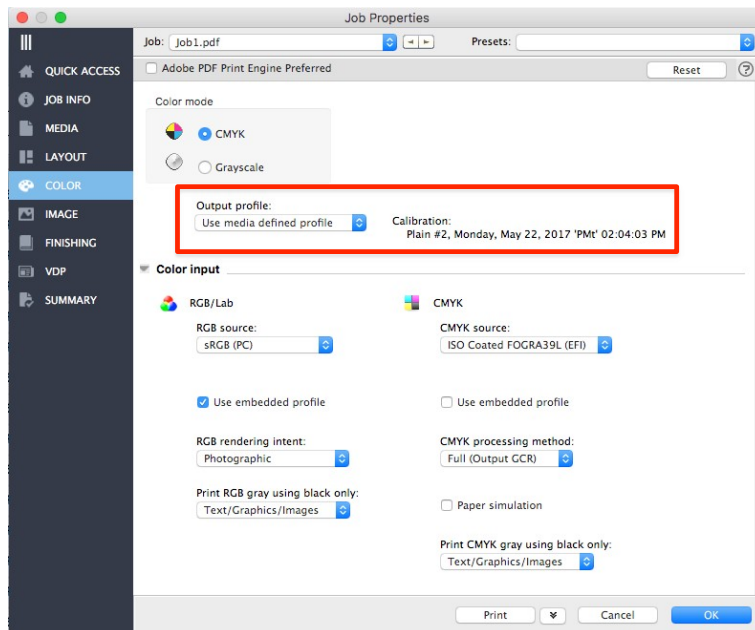 Job Properties
Job: Job1.pdf Presets:
Adobe PDF Print Engine Preferred Reset ?
QUICK ACCESS
JOB INFO
MEDIA
LAYOUT
COLOR
IMAGE
FINISHING
VDP
SUMMARY
Color mode
CMYK
Grayscale
Output profile:
Use media defined profile
Calibration:
Plain #2, Monday, May 22, 2017 'PMt' 02:04:03 PM
Color input
RGB/Lab
RGB source:
sRGB (PC)
Use embedded profile
RGB rendering intent:
Photographic
Print RGB gray using black only:
Text/Graphics/Images
CMYK
CMYK source:
ISO Coated FOGRA39L (EFI)
Use embedded profile
CMYK processing method:
Full (Output GCR)
Paper simulation
Print CMYK gray using black only:
Text/Graphics/Images
Print Cancel OK